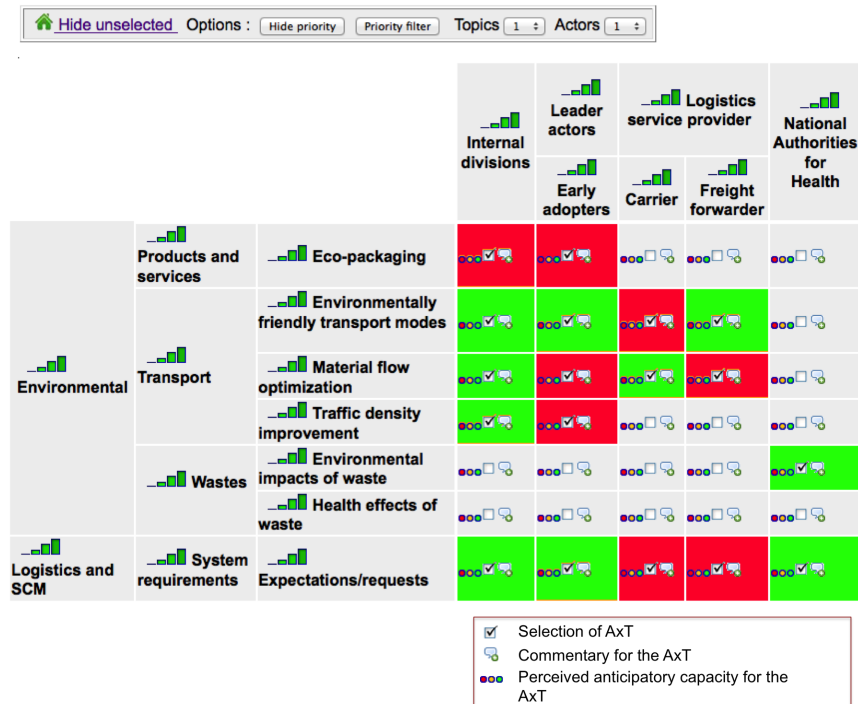 Hide unselected Options : Hide priority Priority filter Topics 1 Actors 1
Internal
divisions
Leader
actors
Logistics
service provider
National
Authorities
for
Health
Early
adopters
Carrier
Freight
forwarder
Environmental
Products and
services
Eco-packaging
Transport
Environmentally
friendly transport modes
Material flow
optimization
Traffic density
improvement
Wastes
Environmental
impacts of waste
Health effects of
waste
Logistics and
SCM
System
requirements
Expectations/requests
Selection of AxT
Commentary for the AxT
Perceived anticipatory capacity for the
AxT